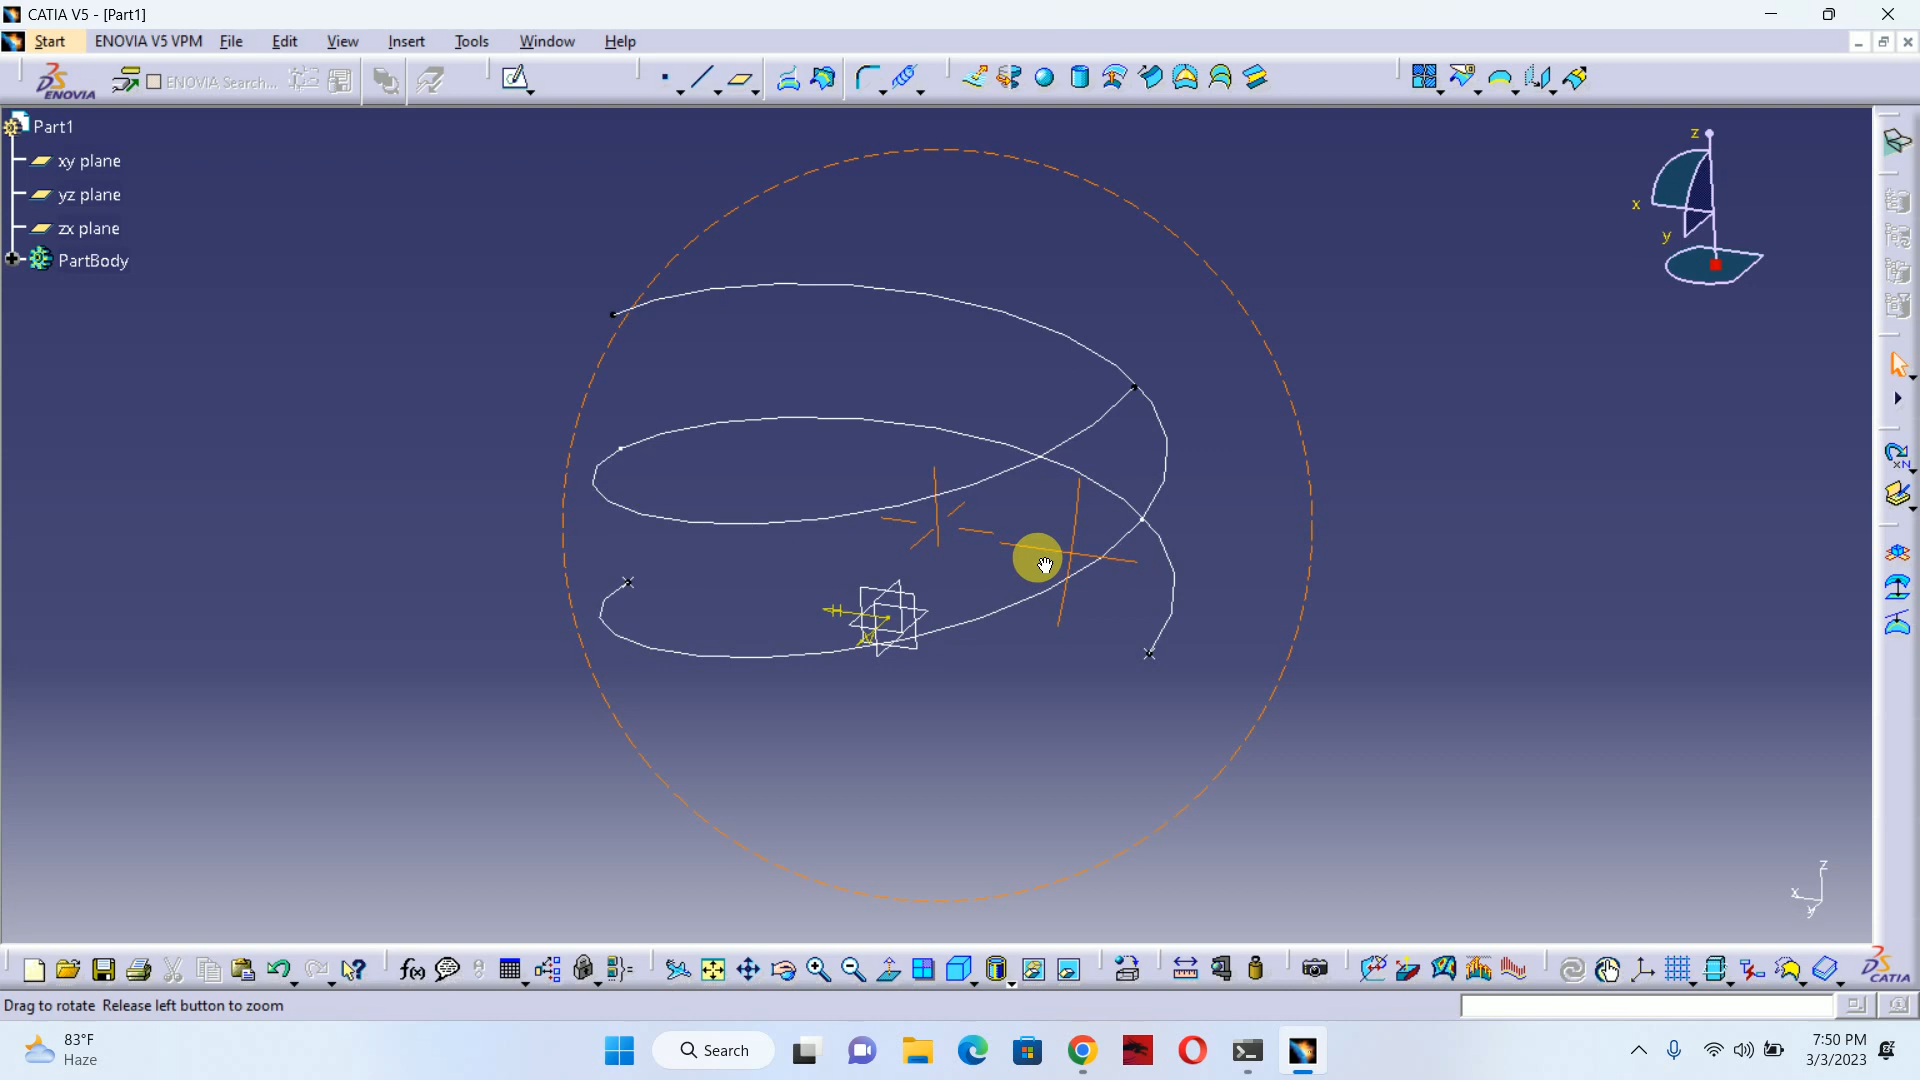 CATIA V5 - [Part1]
Start ENOVIA V5 VPM File Edit View Insert Tools Window Help
ENOVIA
ENOVIA Search...
Part1
xy plane
yz plane
zx plane
PartBody
z
x
y
H
V
z
x
y
xN
f(x)
CATIA
Drag to rotate Release left button to zoom
83°F
Haze
Search
7:50 PM
3/3/2023